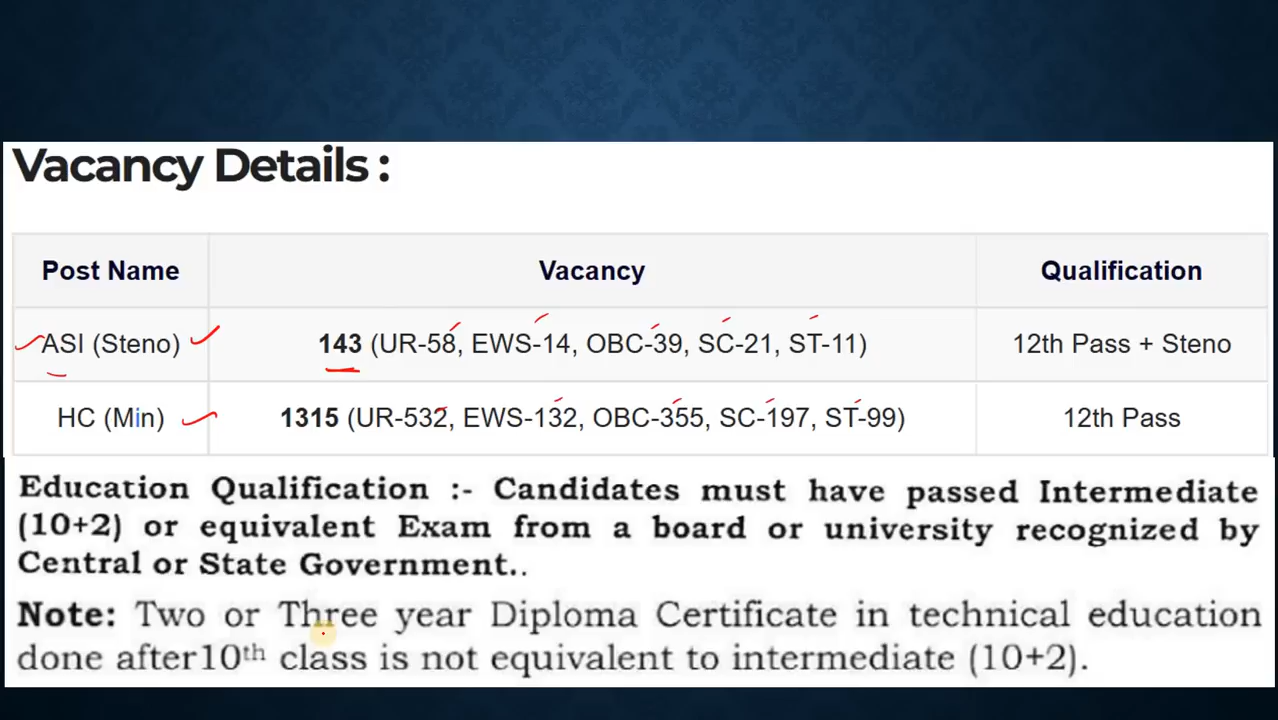 Vacancy Details :
Post Name Vacancy Qualification
ASI (Steno) 143 (UR-58, EWS-14, OBC-39, SC-21, ST-11) 12th Pass + Steno
HC (Min) 1315 (UR-532, EWS-132, OBC-355, SC-197, ST-99) 12th Pass
Education Qualification :- Candidates must have passed Intermediate
(10+2) or equivalent Exam from a board or university recognized by
Central or State Government..
Note: Two or Three year Diploma Certificate in technical education
done after10th class is not equivalent to intermediate (10+2).